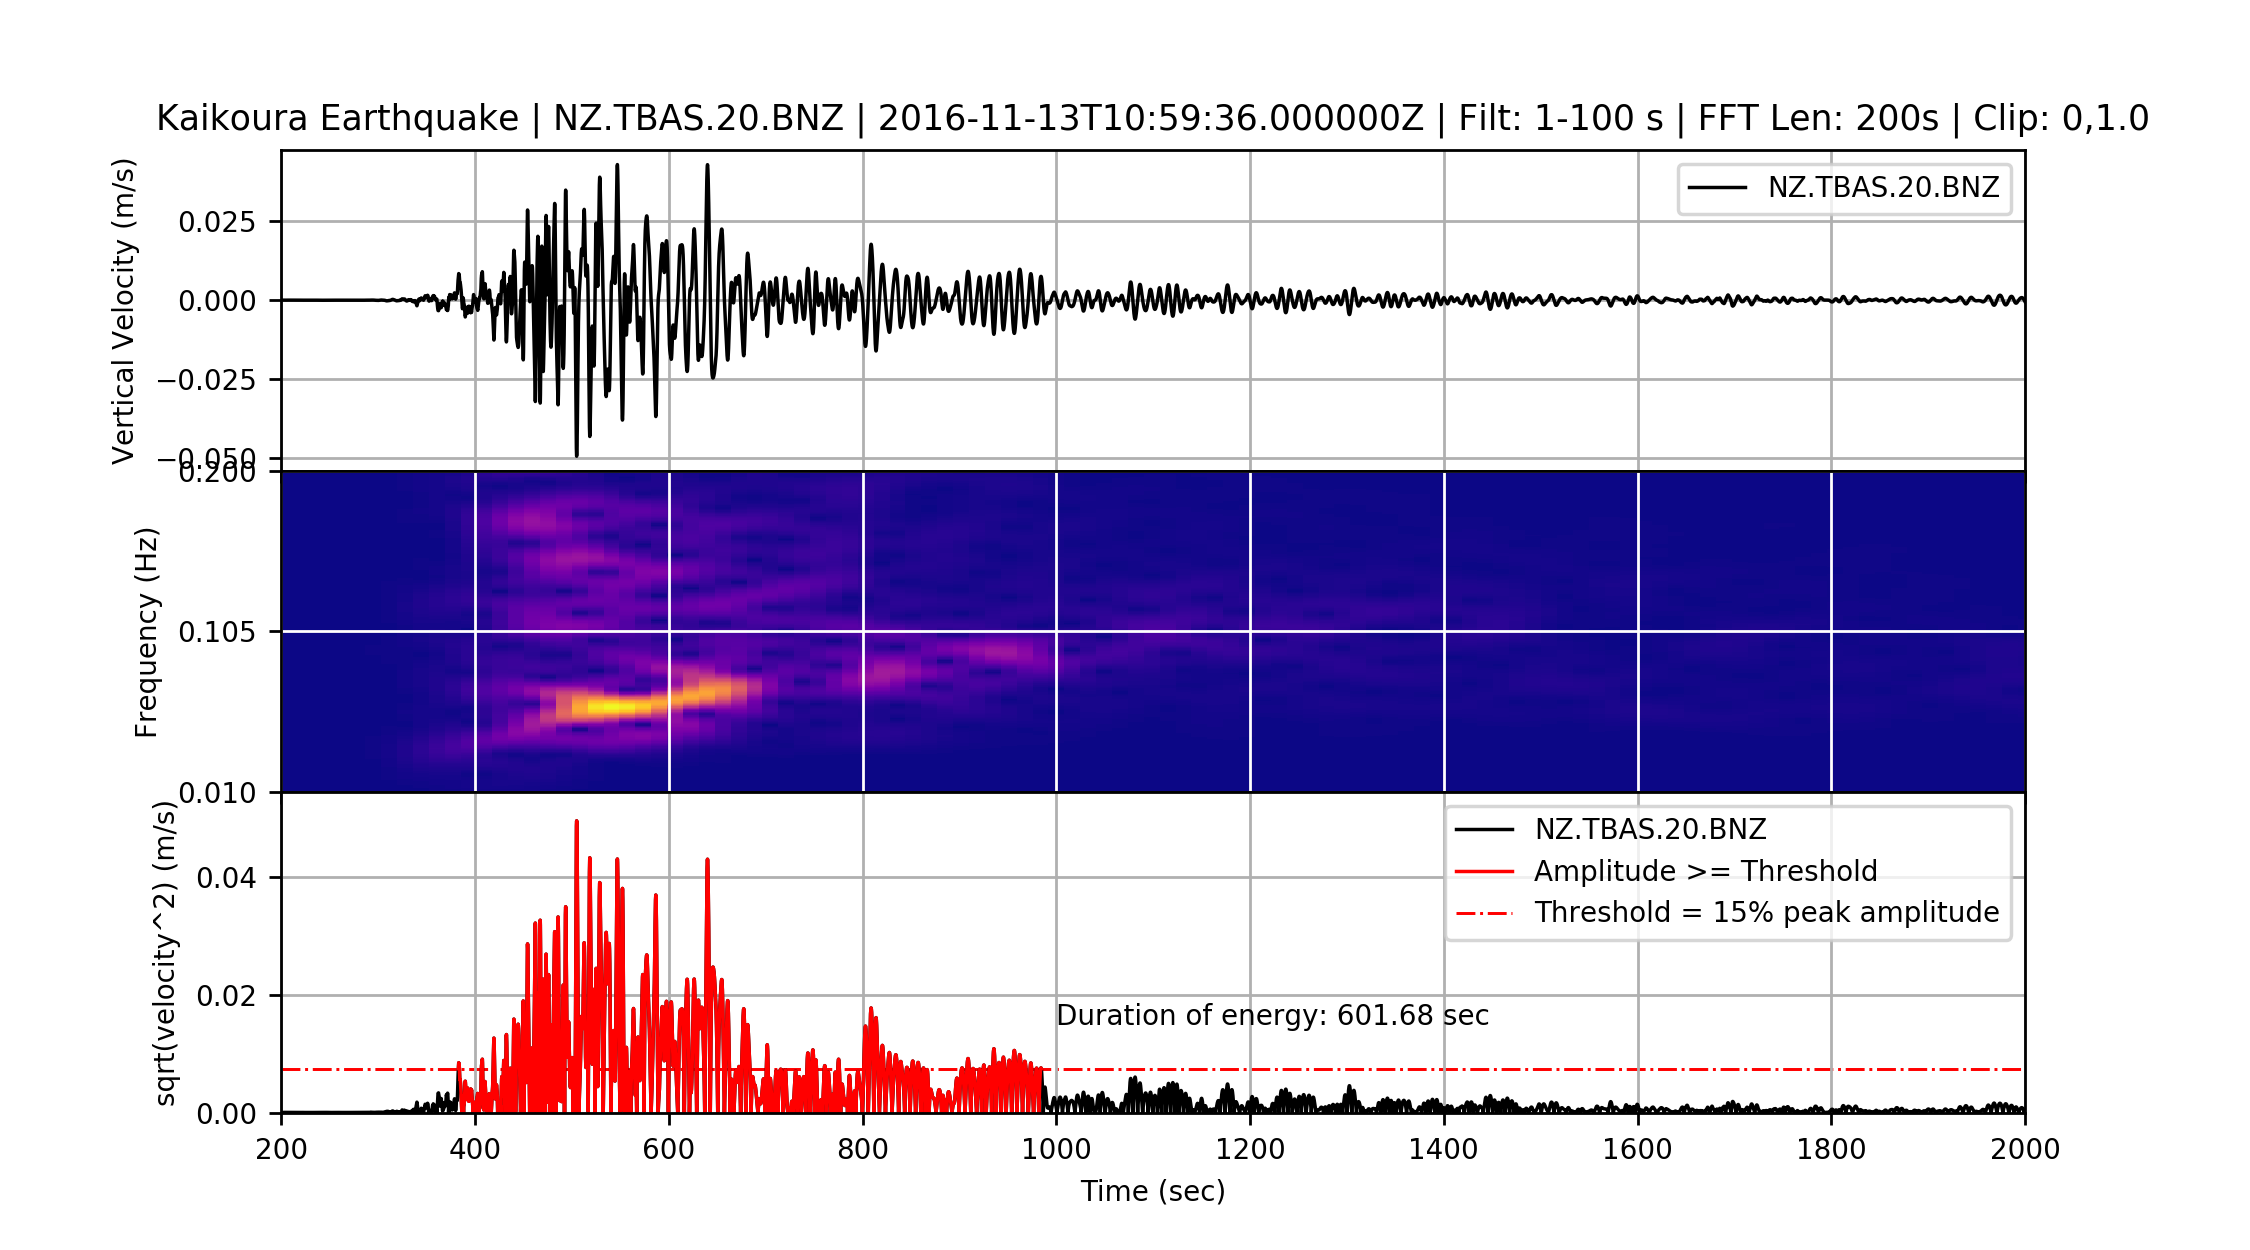 Kaikoura Earthquake | NZ.TBAS.20.BNZ | 2016-11-13T10:59:36.000000Z | Filt: 1-100 s | FFT Len: 200s | Clip: 0,1.0
Vertical Velocity (m/s)
0.025
0.000
−0.025
−0.050
NZ.TBAS.20.BNZ
Frequency (Hz)
0.200
0.105
0.010
sqrt(velocity^2) (m/s)
0.04
0.02
0.00
NZ.TBAS.20.BNZ
Amplitude >= Threshold
Threshold = 15% peak amplitude
Duration of energy: 601.68 sec
200 400 600 800 1000 1200 1400 1600 1800 2000
Time (sec)